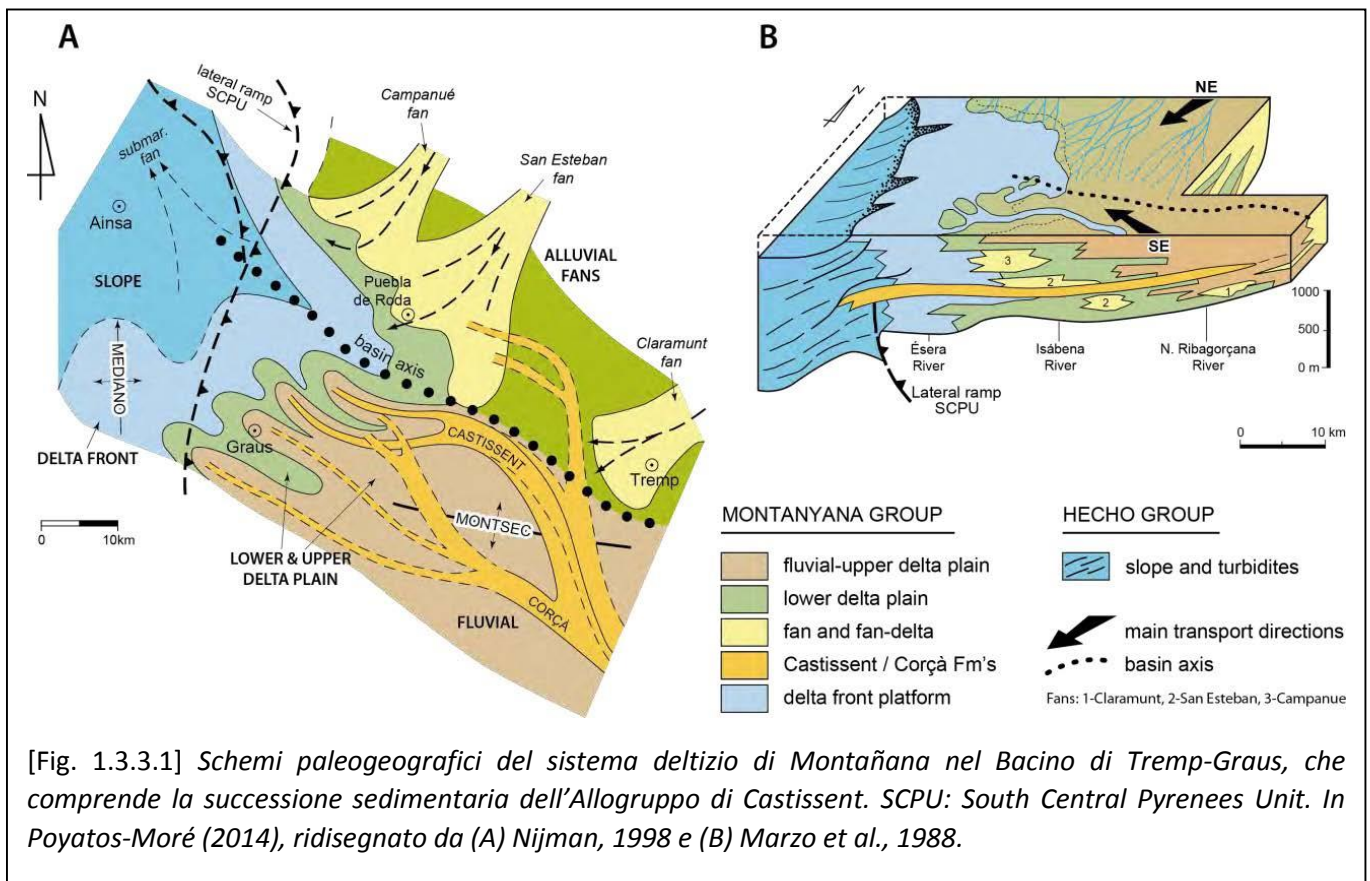 A
N
lateral ramp
SCPU
Campanué
fan
submar.
fan
San Esteban
fan
Ainsa
ALLUVIAL
FANS
SLOPE
Puebla
de Roda
Claramunt
fan
MEDIANO
basin axis
CASTISSENT
Graus
Tremp
DELTA FRONT
MONTSEC
0 10km
LOWER & UPPER
DELTA PLAIN
CORÇÀ
FLUVIAL
B
N
NE
SE
3
2
2
1
1000
500
0 m
Ésera
River
Isábena
River
N. Ribagorçana
River
Lateral ramp
SCPU
0 10 km
MONTANYANA GROUP
fluvial-upper delta plain
lower delta plain
fan and fan-delta
Castissent / Corçà Fm's
delta front platform
HECHO GROUP
slope and turbidites
main transport directions
basin axis
Fans: 1-Claramunt, 2-San Esteban, 3-Campanue
[Fig. 1.3.3.1] Schemi paleogeografici del sistema deltizio di Montañana nel Bacino di Tremp-Graus, che
comprende la successione sedimentaria dell'Allogruppo di Castissent. SCPU: South Central Pyrenees Unit. In
Poyatos-Moré (2014), ridisegnato da (A) Nijman, 1998 e (B) Marzo et al., 1988.